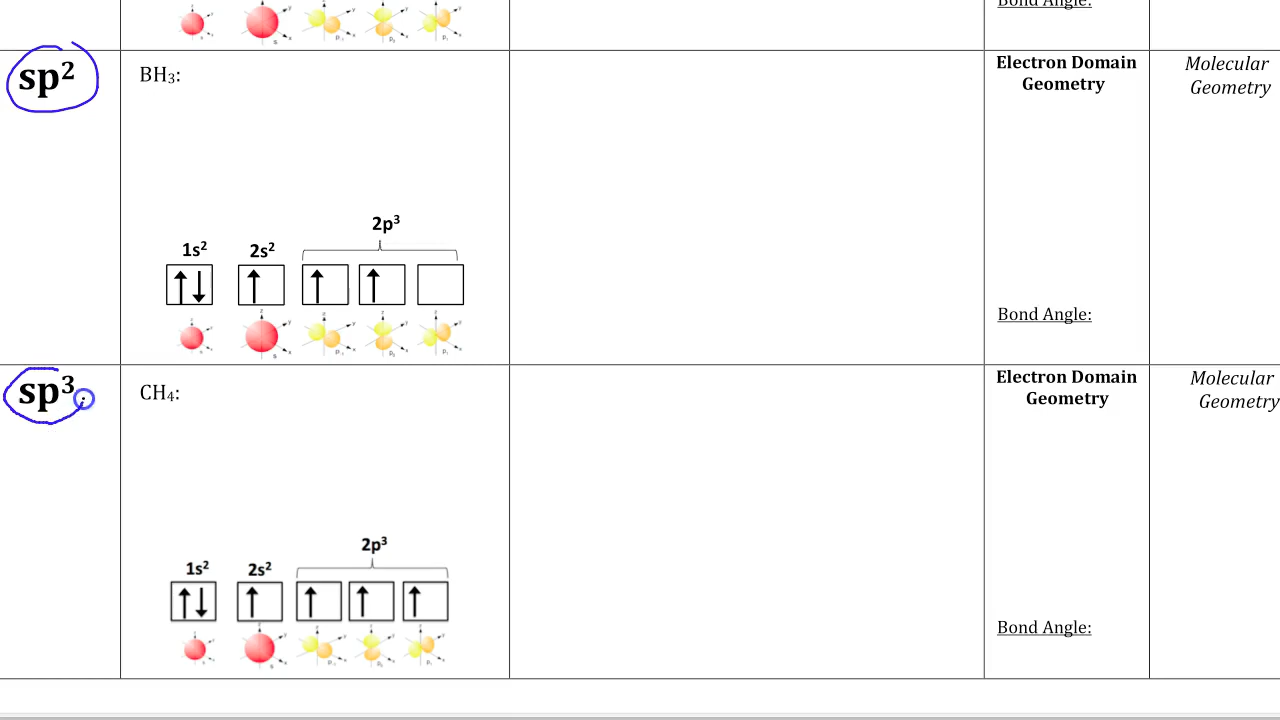 Bond Angle:
sp²
BH₃:
Electron Domain
Geometry
Molecular
Geometry
2p³
1s² 2s²
Bond Angle:
sp³
CH₄:
Electron Domain
Geometry
Molecular
Geometry
2p³
1s² 2s²
Bond Angle: